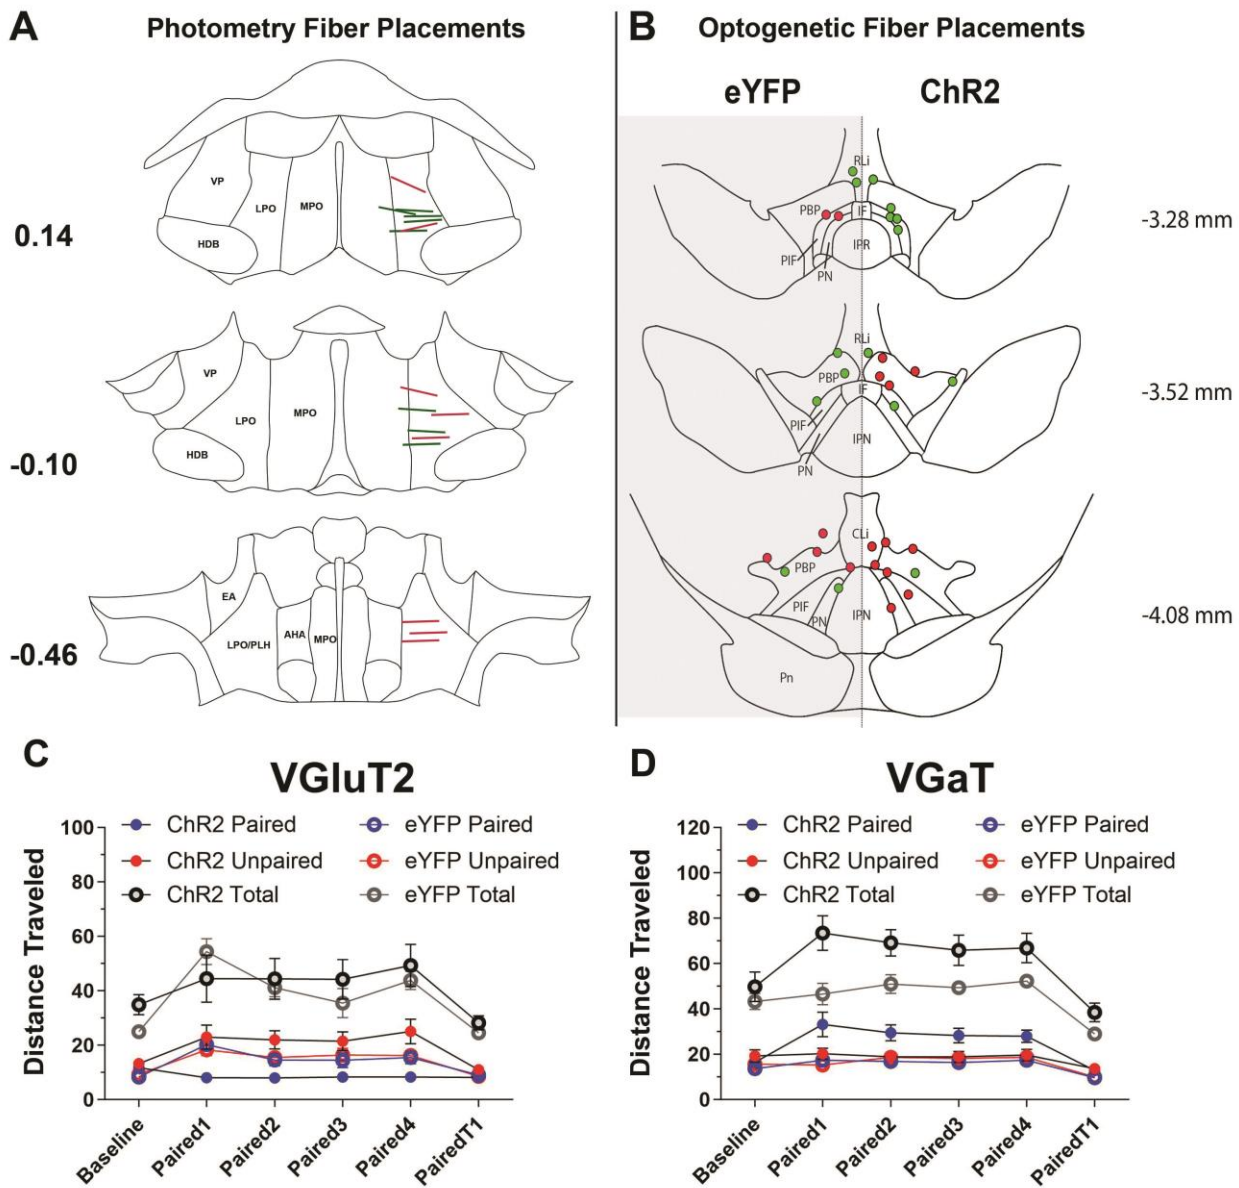 A
Photometry Fiber Placements
0.14
VP
LPO
MPO
HDB
-0.10
VP
LPO
MPO
HDB
-0.46
EA
LPO/PLH
AHA
MPO
B
Optogenetic Fiber Placements
eYFP
ChR2
RLi
PBP
IF
IPR
PIF
PN
-3.28 mm
RLi
PBP
IF
PIF
IPN
PN
-3.52 mm
CLi
PBP
PIF
PN
IPN
Pn
-4.08 mm
C
VGluT2
ChR2 Paired
eYFP Paired
ChR2 Unpaired
eYFP Unpaired
ChR2 Total
eYFP Total
Distance Traveled
100
80
60
40
20
0
Baseline
Paired1
Paired2
Paired3
Paired4
PairedT1
D
VGaT
ChR2 Paired
eYFP Paired
ChR2 Unpaired
eYFP Unpaired
ChR2 Total
eYFP Total
Distance Traveled
120
100
80
60
40
20
0
Baseline
Paired1
Paired2
Paired3
Paired4
PairedT1